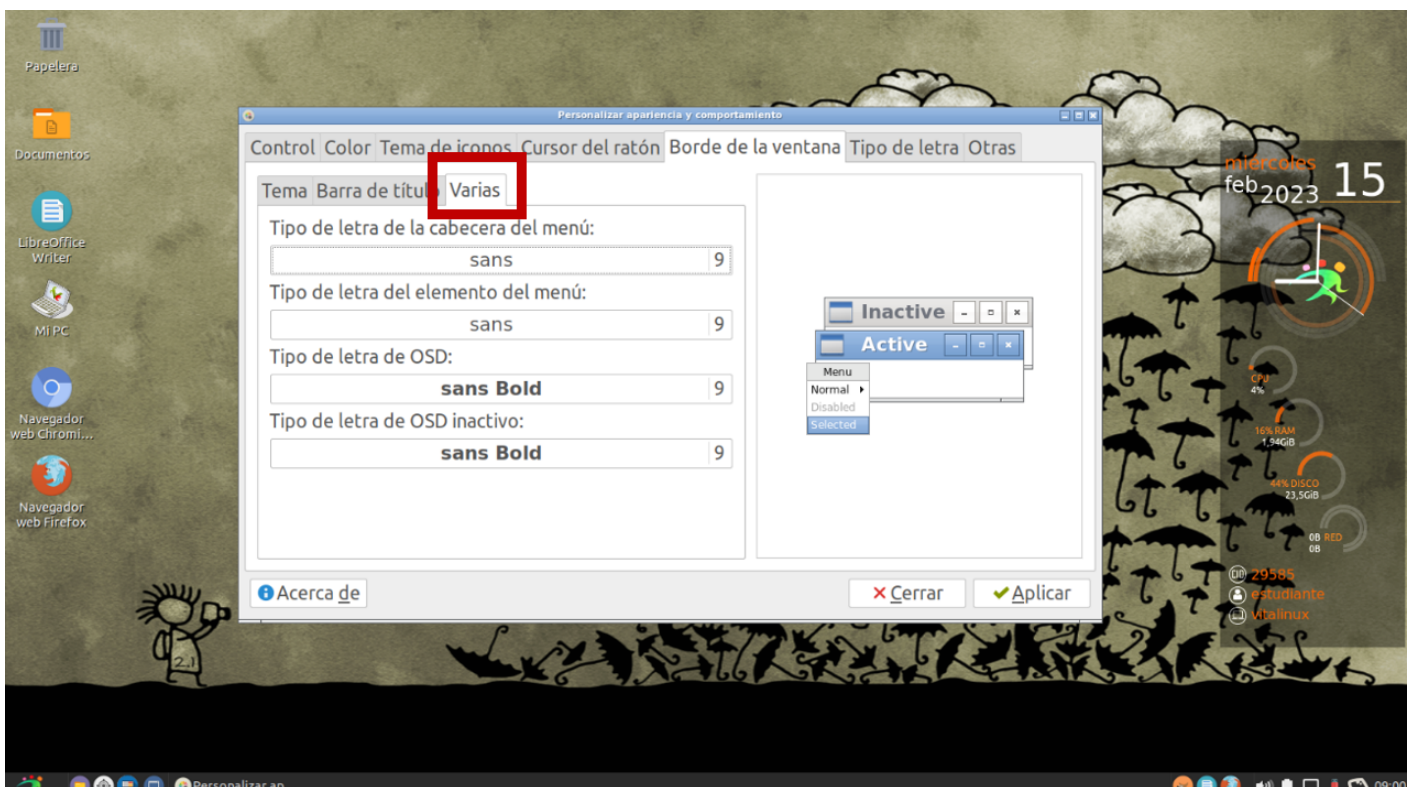 Papelera
Documentos
LibreOffice
Writer
Mi PC
Navegador
web Chromi...
Navegador
web Firefox
Personalizar apariencia y comportamiento
Control Color Tema de iconos Cursor del ratón Borde de la ventana Tipo de letra Otras
Tema Barra de título Varias
Tipo de letra de la cabecera del menú:
sans 9
Tipo de letra del elemento del menú:
sans 9
Tipo de letra de OSD:
sans Bold 9
Tipo de letra de OSD inactivo:
sans Bold 9
Inactive
Active
Menu
Normal
Disabled
Selected
Acerca de
Cerrar
Aplicar
miércoles
feb 2023 15
CPU
4%
16% RAM
1,94GiB
44% DISCO
23,5GiB
0B RED
0B
29585
estudiante
vitalinux
2.1
Personalizar ap
09:00